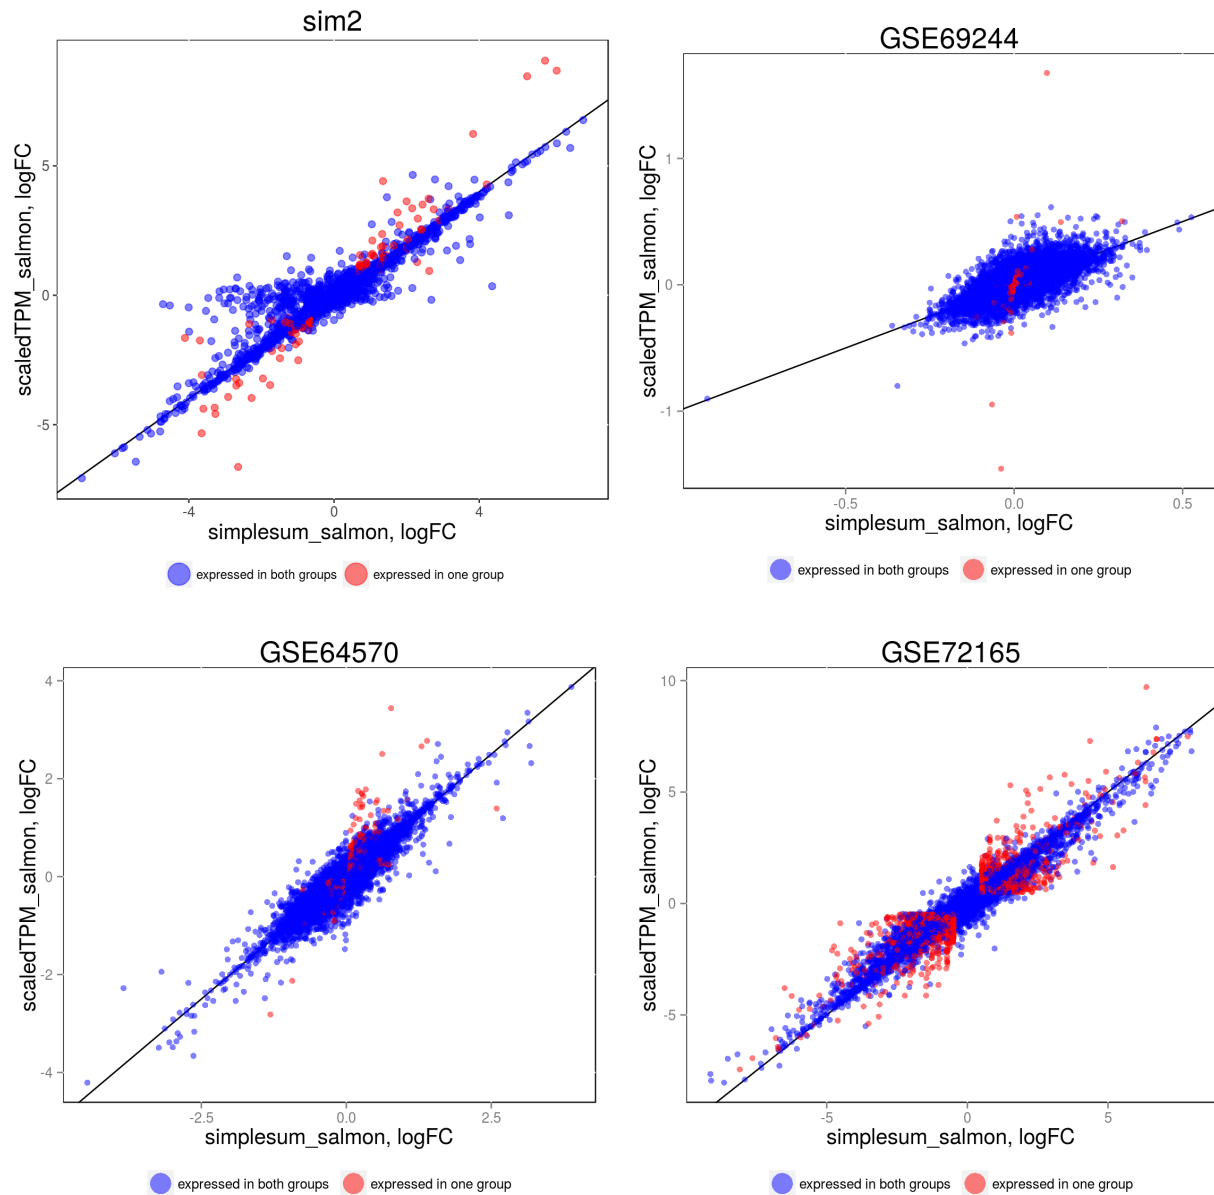 sim2
scaledTPM_salmon, logFC
5
0
-5
-4
0
4
simplesum_salmon, logFC
expressed in both groups
expressed in one group
GSE69244
scaledTPM_salmon, logFC
1
0
-1
-0.5
0.0
0.5
simplesum_salmon, logFC
expressed in both groups
expressed in one group
GSE64570
scaledTPM_salmon, logFC
4
2
0
-2
-4
-2.5
0.0
2.5
simplesum_salmon, logFC
expressed in both groups
expressed in one group
GSE72165
scaledTPM_salmon, logFC
10
5
0
-5
-5
0
5
simplesum_salmon, logFC
expressed in both groups
expressed in one group